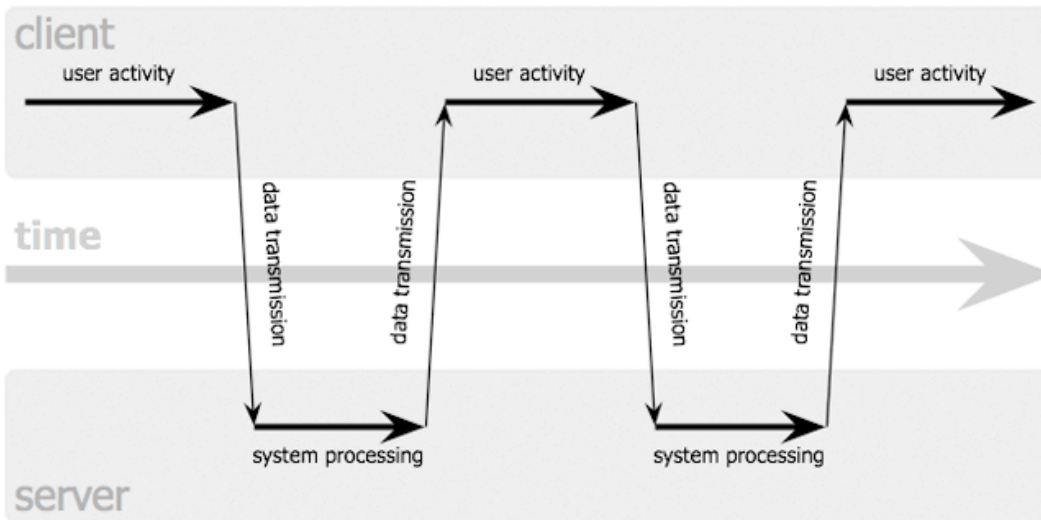 client
user activity
user activity
user activity
data transmission
data transmission
data transmission
data transmission
time
system processing
system processing
server